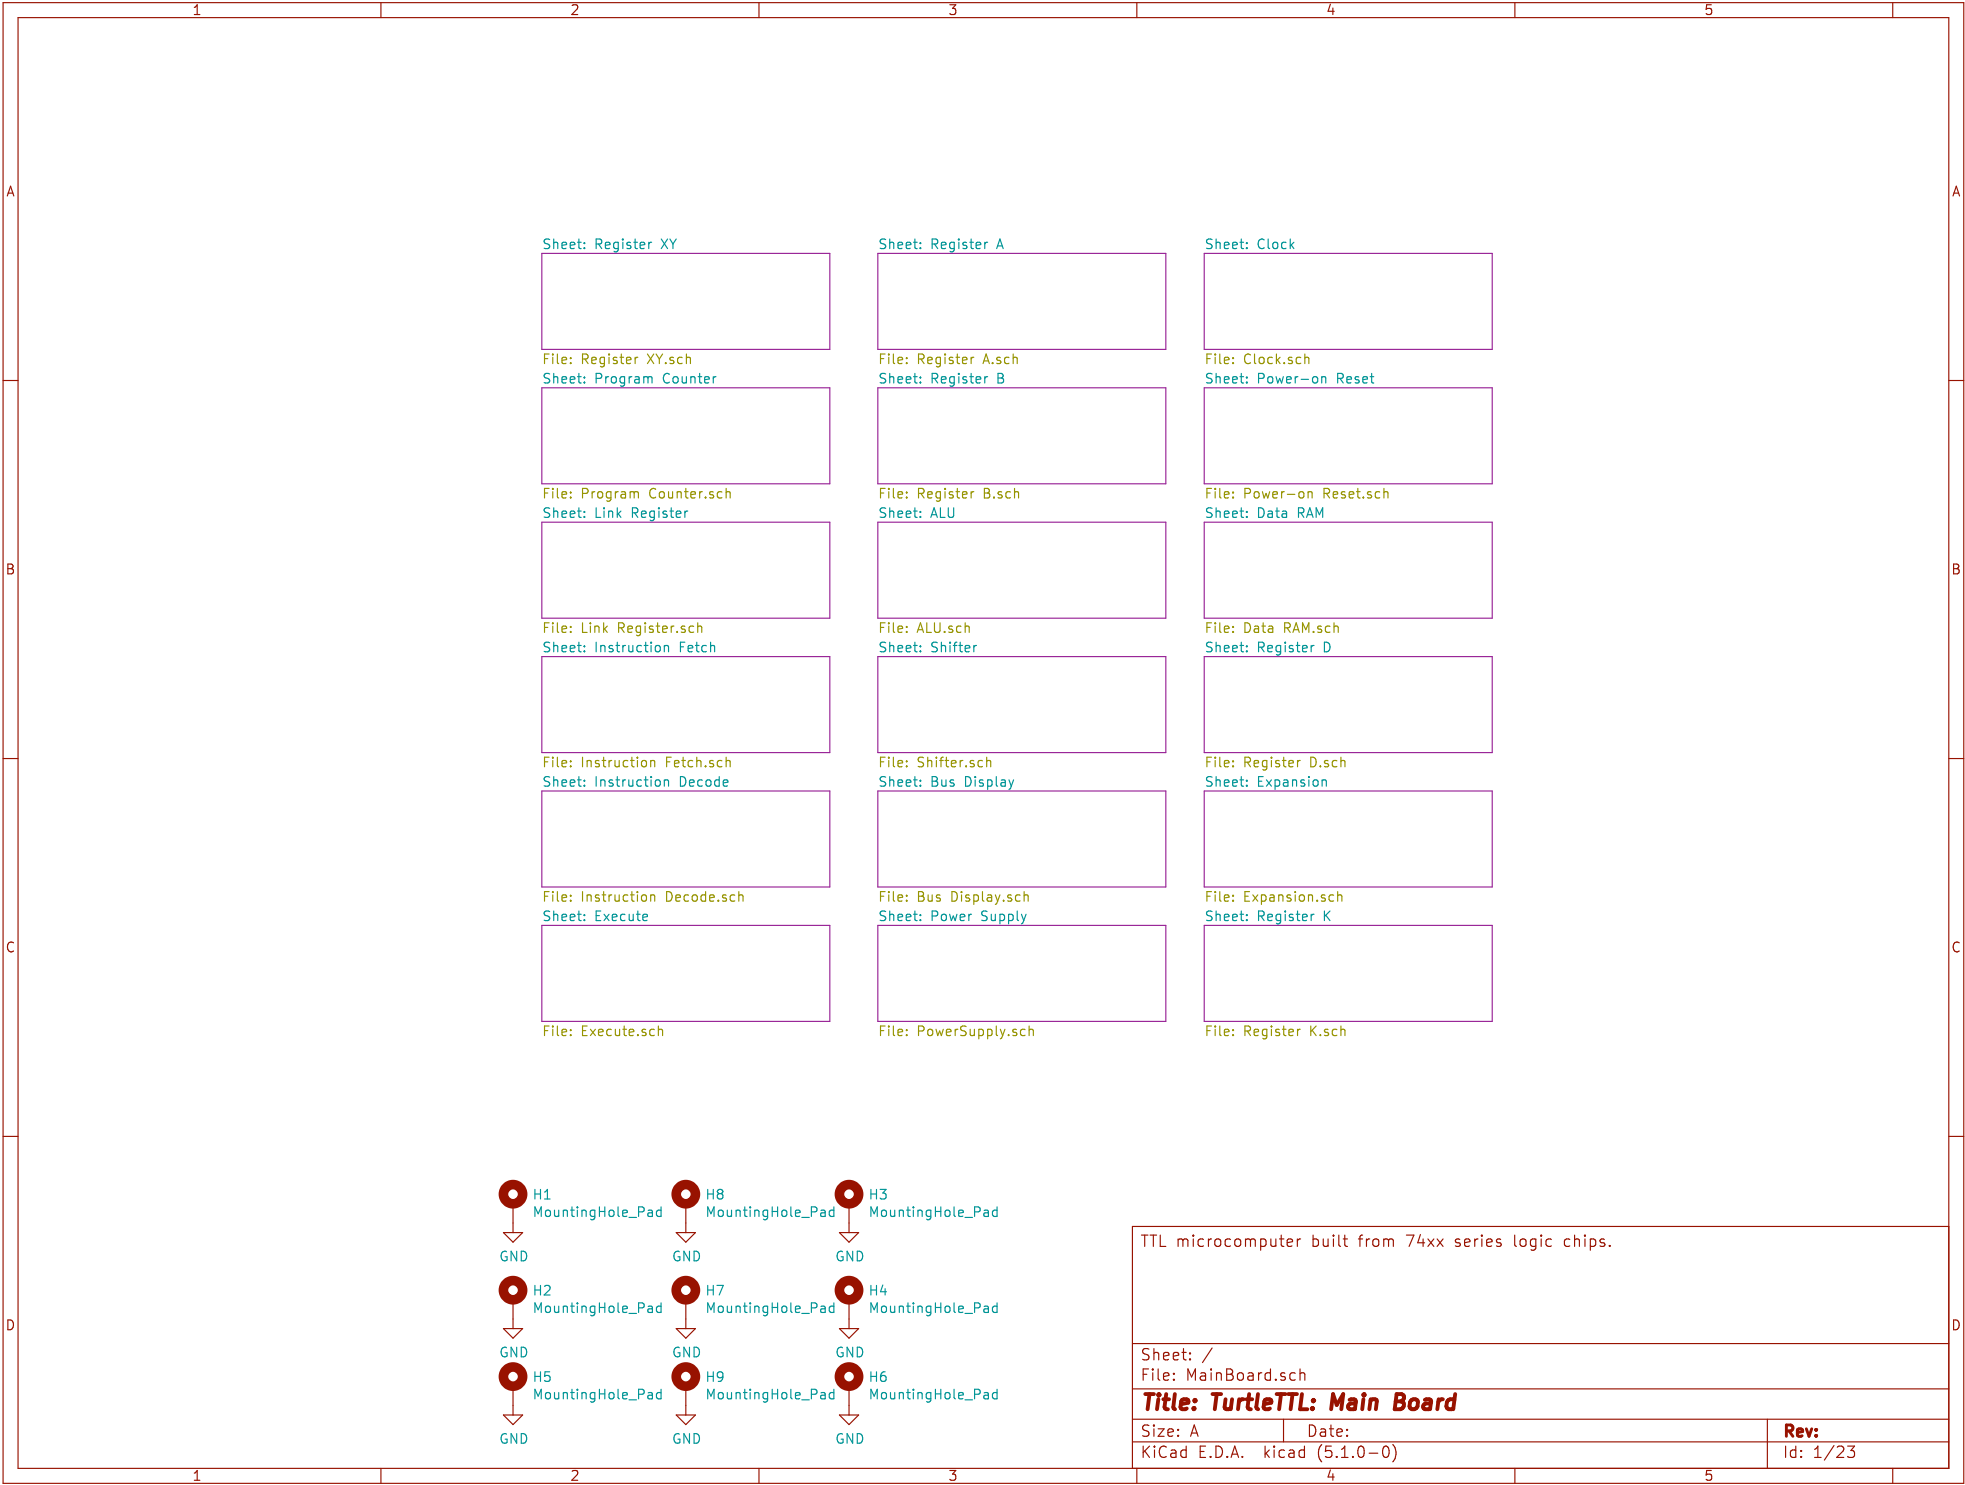 1 2 3 4 5
A A
Sheet: Register XY Sheet: Register A Sheet: Clock
File: Register XY.sch File: Register A.sch File: Clock.sch
Sheet: Program Counter Sheet: Register B Sheet: Power-on Reset
File: Program Counter.sch File: Register B.sch File: Power-on Reset.sch
Sheet: Link Register Sheet: ALU Sheet: Data RAM
B B
File: Link Register.sch File: ALU.sch File: Data RAM.sch
Sheet: Instruction Fetch Sheet: Shifter Sheet: Register D
File: Instruction Fetch.sch File: Shifter.sch File: Register D.sch
Sheet: Instruction Decode Sheet: Bus Display Sheet: Expansion
File: Instruction Decode.sch File: Bus Display.sch File: Expansion.sch
Sheet: Execute Sheet: Power Supply Sheet: Register K
C C
File: Execute.sch File: PowerSupply.sch File: Register K.sch
H1 H8 H3
MountingHole_Pad MountingHole_Pad MountingHole_Pad
GND GND GND
H2 H7 H4
MountingHole_Pad MountingHole_Pad MountingHole_Pad
GND GND GND
H5 H9 H6
MountingHole_Pad MountingHole_Pad MountingHole_Pad
GND GND GND
TTL microcomputer built from 74xx series logic chips.
D D
Sheet: /
File: MainBoard.sch
Title: TurtleTTL: Main Board
Size: A Date: Rev:
KiCad E.D.A. kicad (5.1.0-0) Id: 1/23
1 2 3 4 5